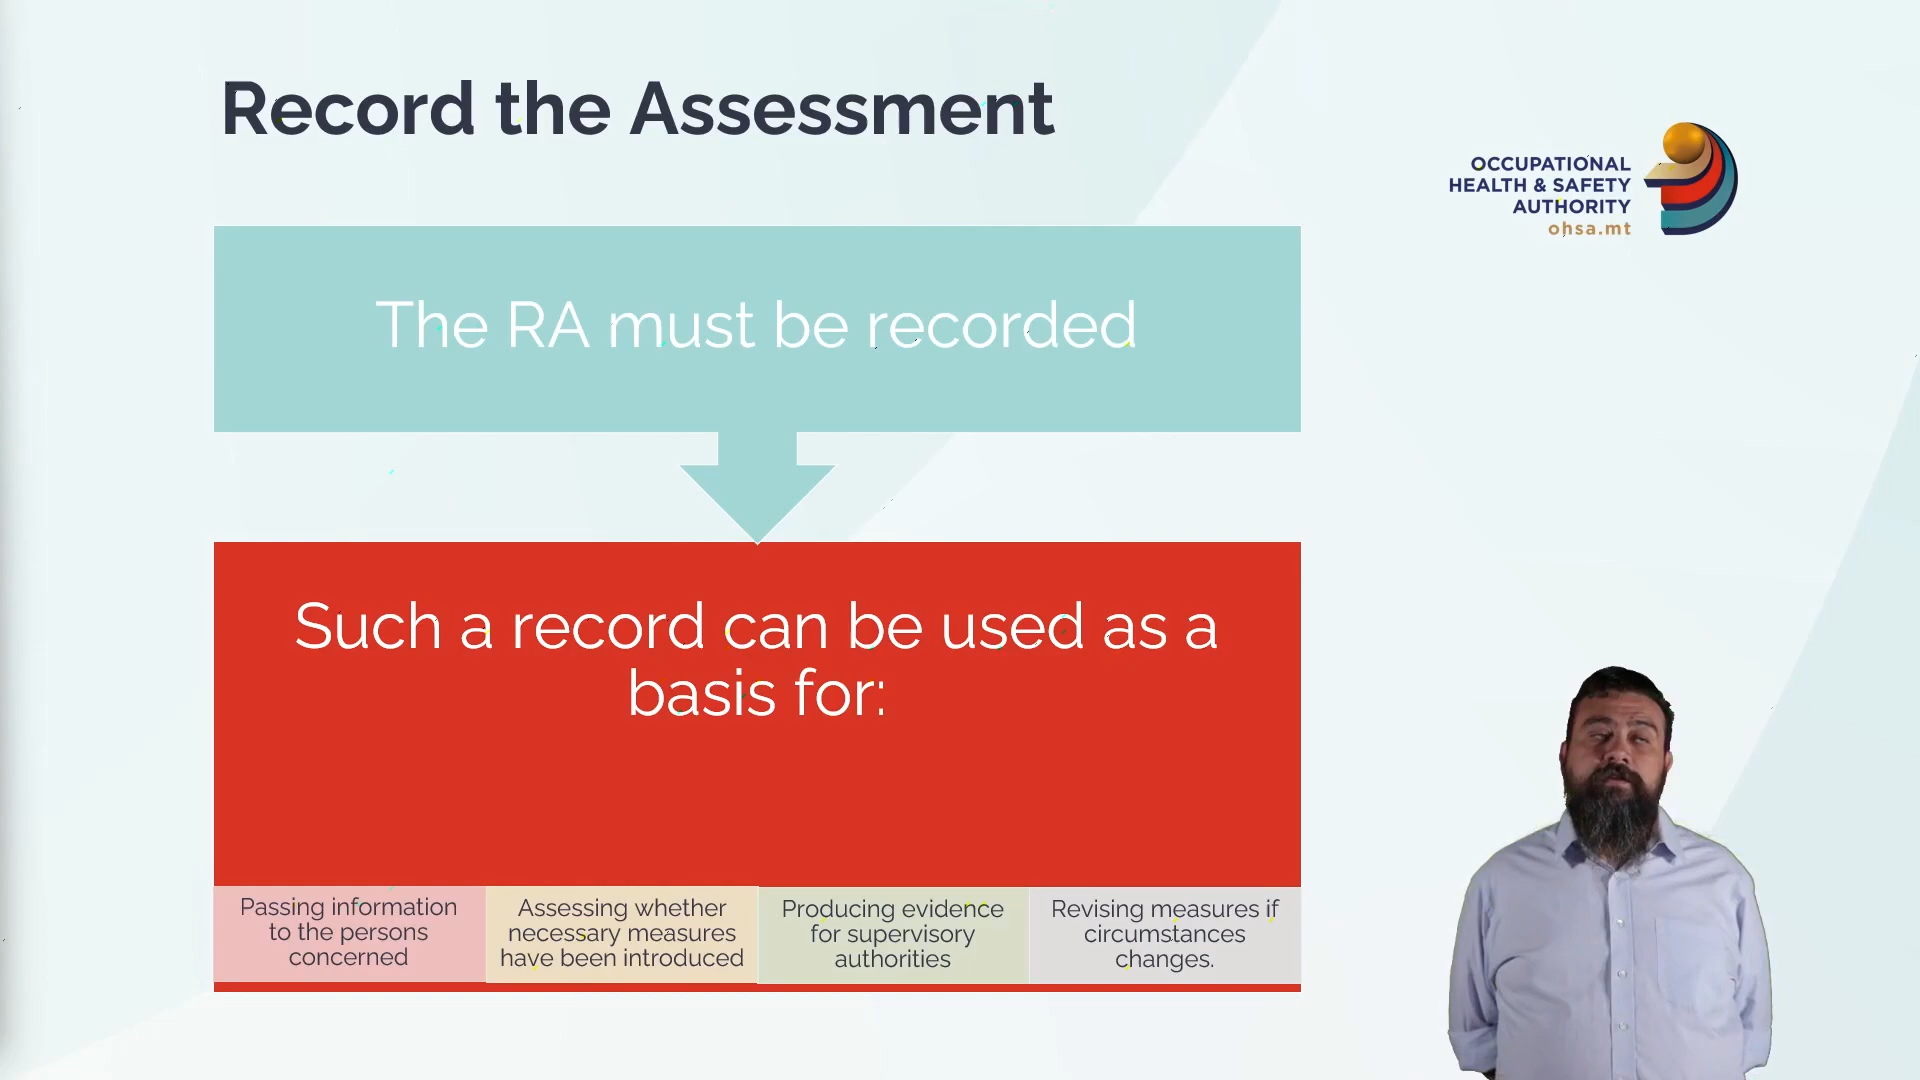 Record the Assessment
OCCUPATIONAL
HEALTH & SAFETY
AUTHORITY
ohsa.mt
The RA must be recorded
Such a record can be used as a
basis for:
Passing information
to the persons
concerned
Assessing whether
necessary measures
have been introduced
Producing evidence
for supervisory
authorities
Revising measures if
circumstances
changes.